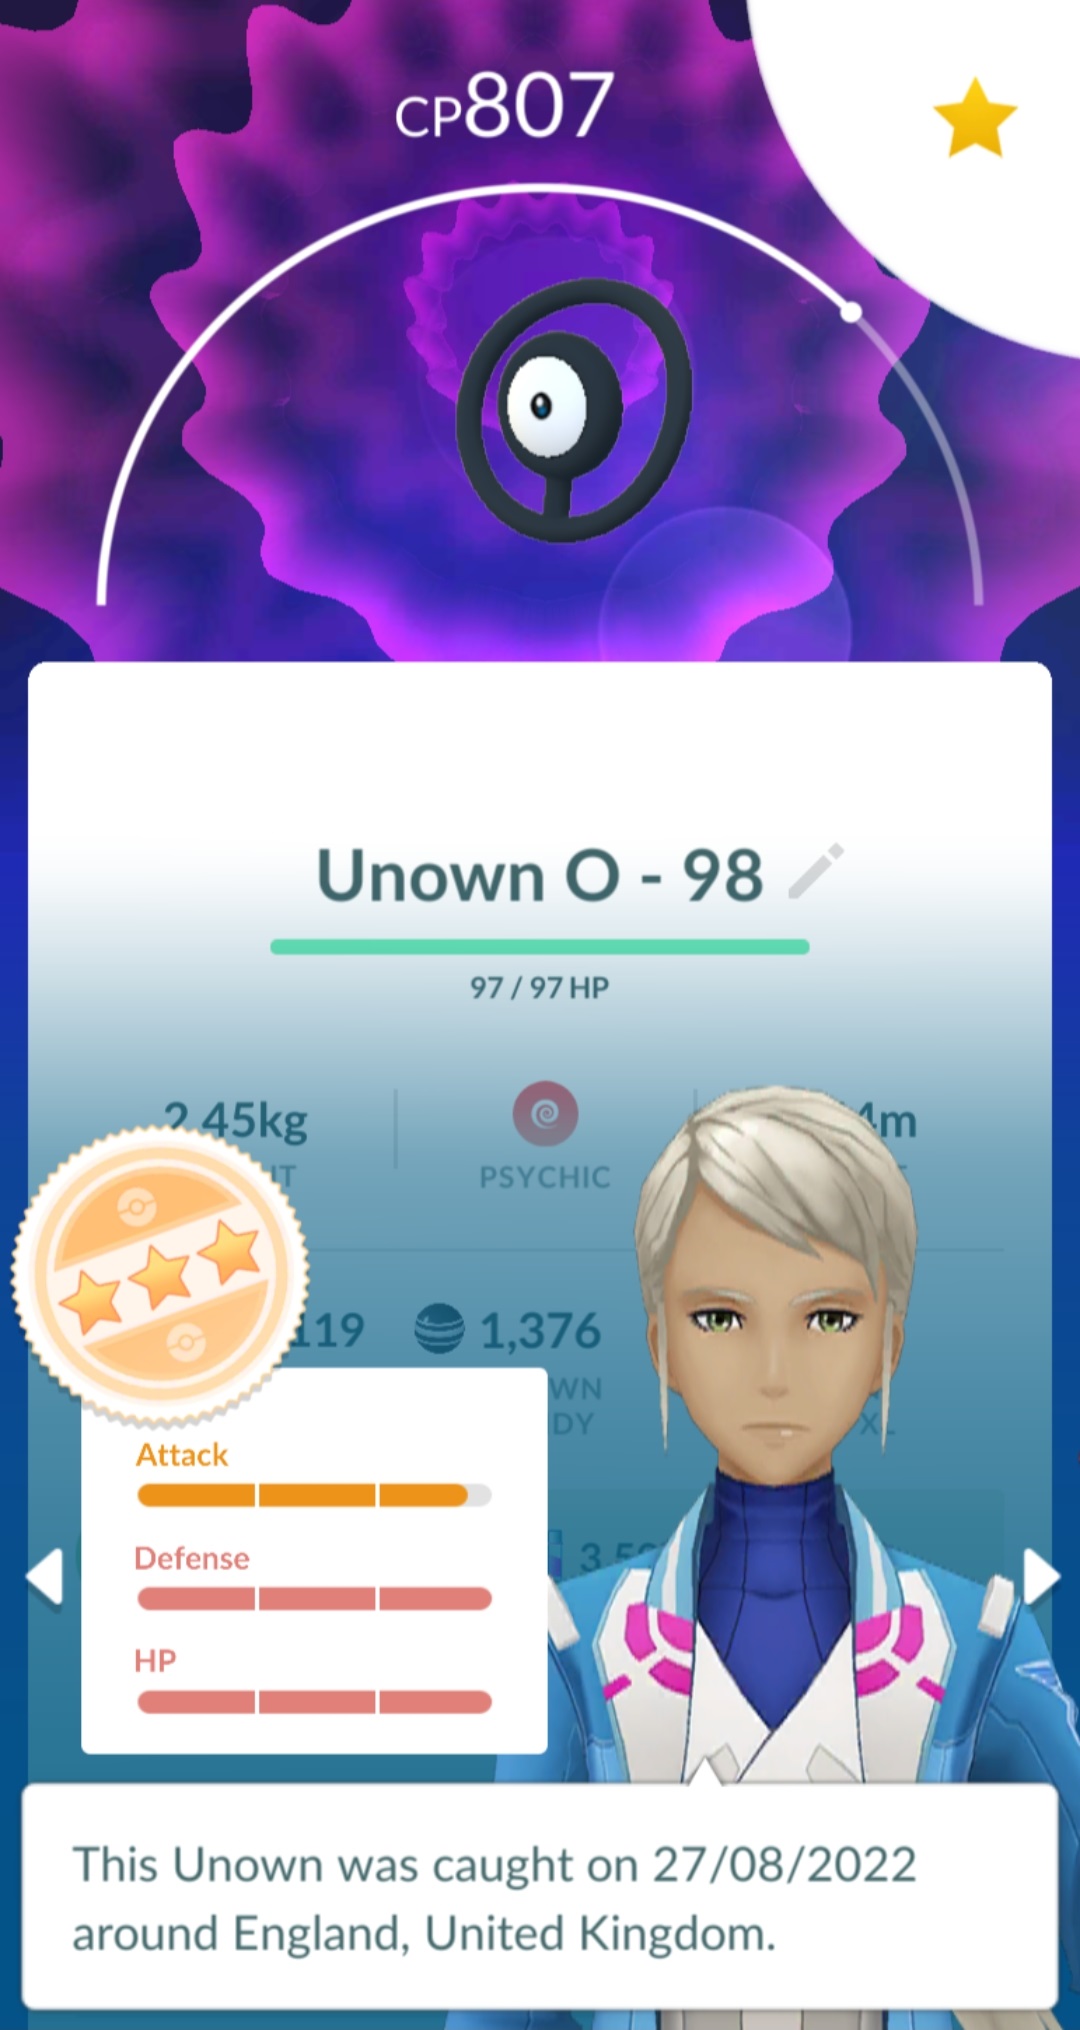 CP807
Unown O - 98
97 / 97 HP
2.45kg
PSYCHIC
119
1,376
Attack
Defense
HP
This Unown was caught on 27/08/2022
around England, United Kingdom.